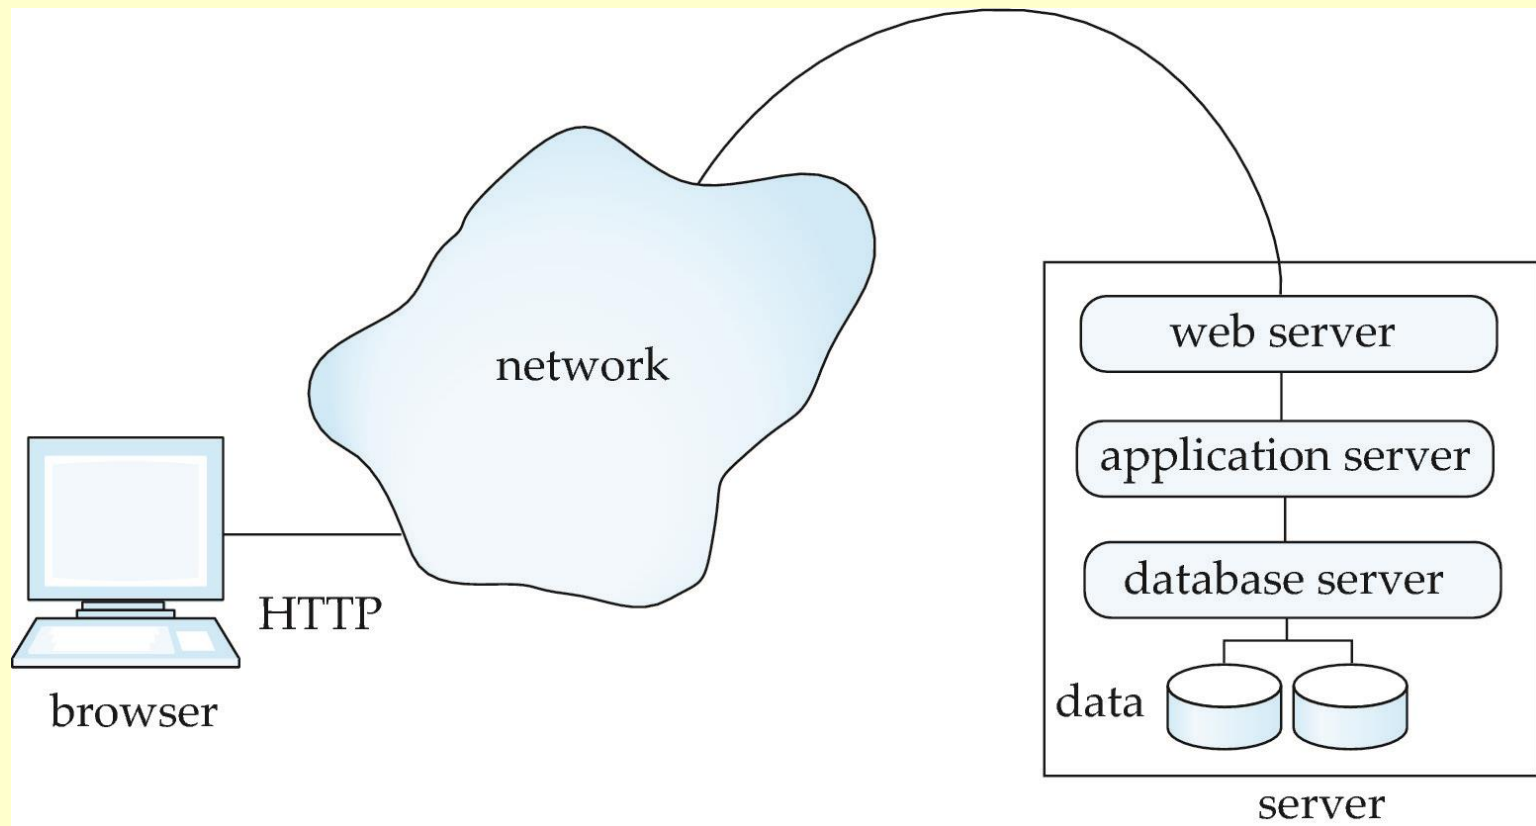 network
web server
application server
database server
HTTP
data
browser
server